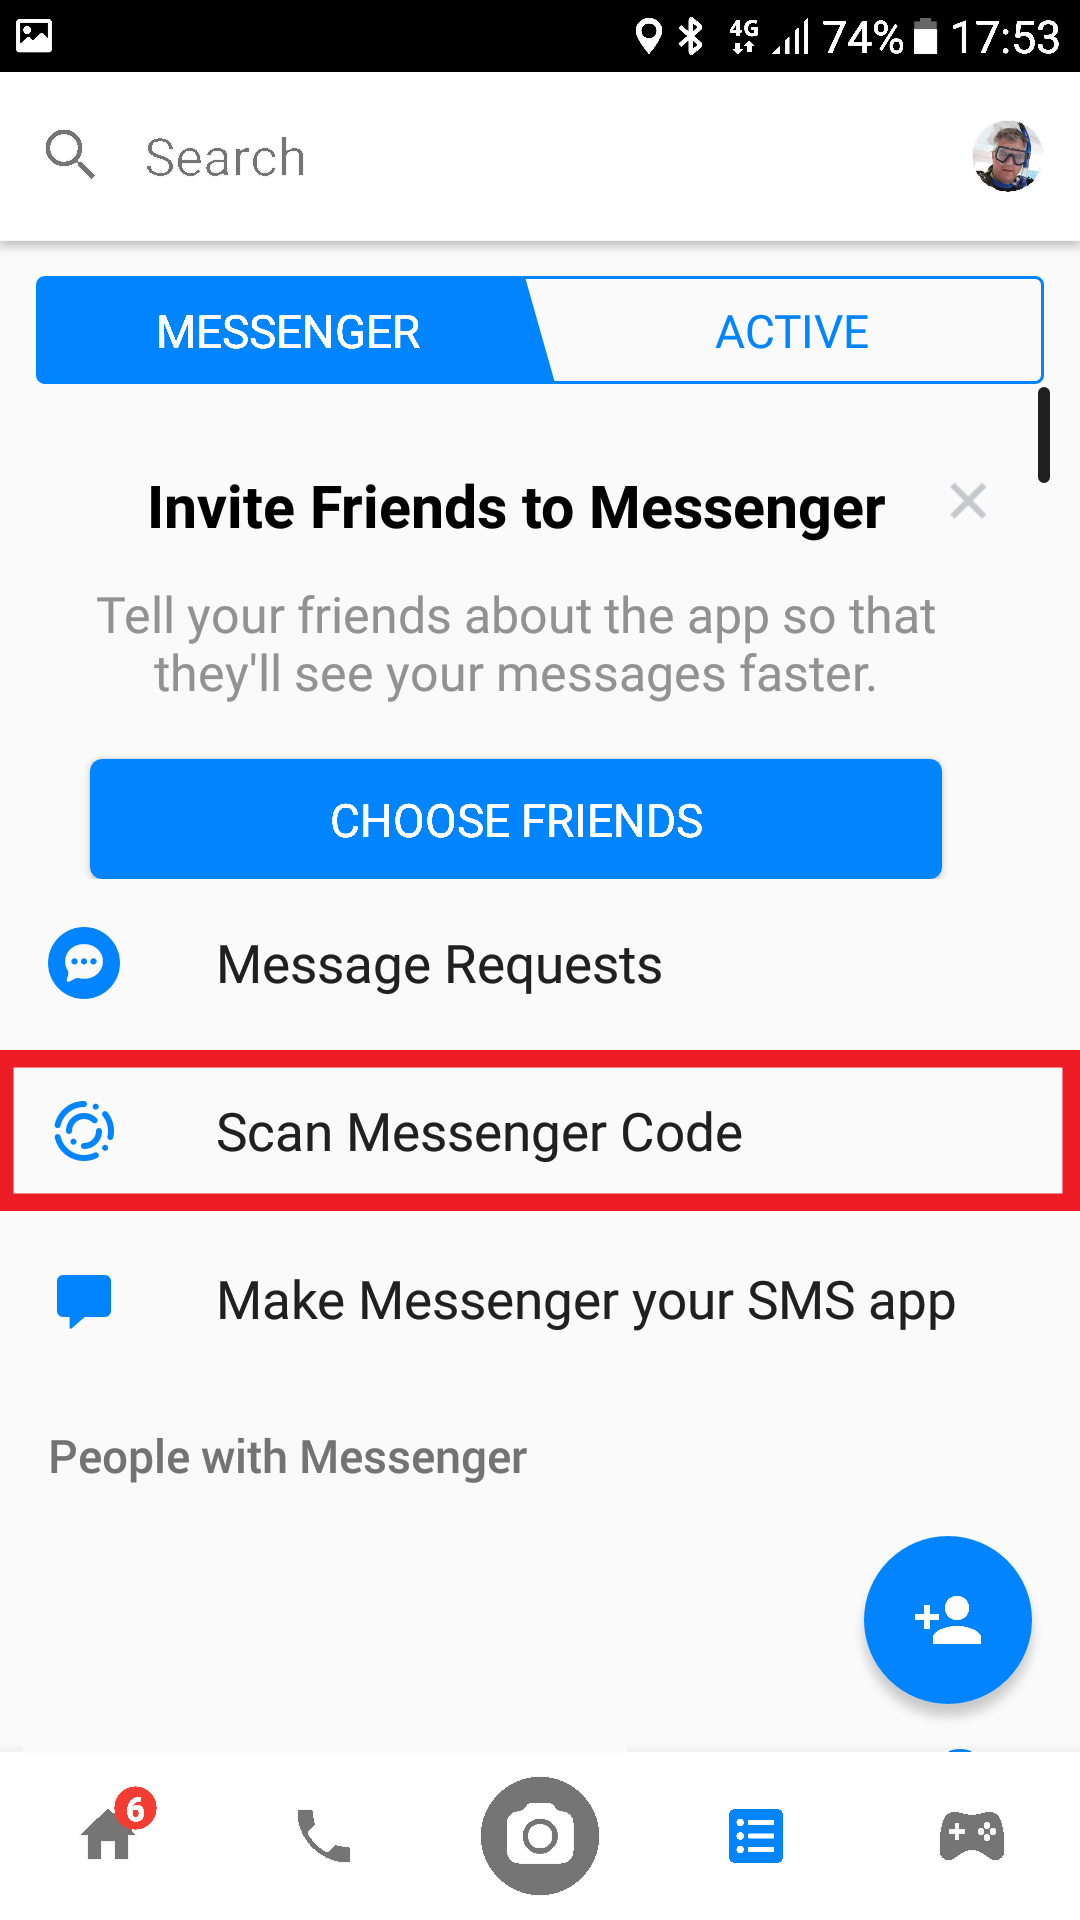 4G 74% 17:53
Search
MESSENGER ACTIVE
Invite Friends to Messenger
Tell your friends about the app so that
they'll see your messages faster.
CHOOSE FRIENDS
Message Requests
Scan Messenger Code
Make Messenger your SMS app
People with Messenger
6